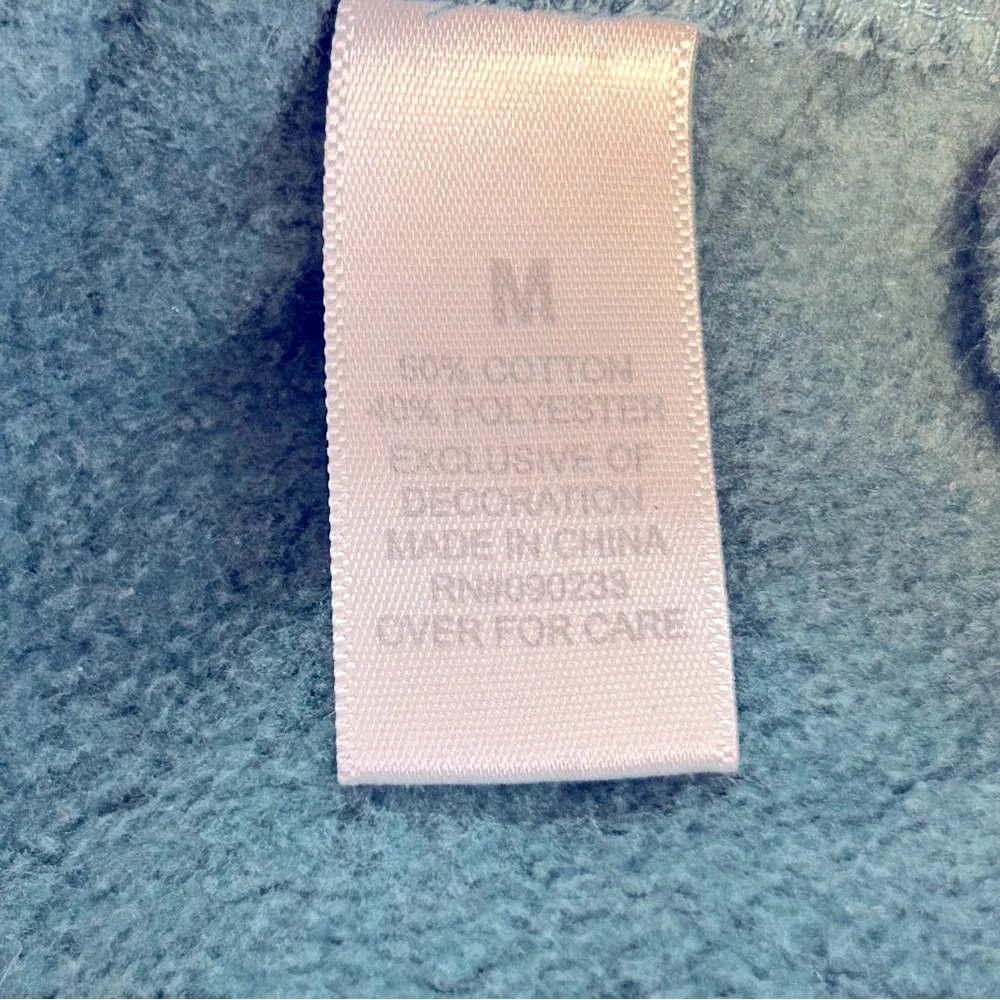 M
60% COTTON
40% POLYESTER
EXCLUSIVE OF
DECORATION
MADE IN CHINA
RN#090233
OVER FOR CARE